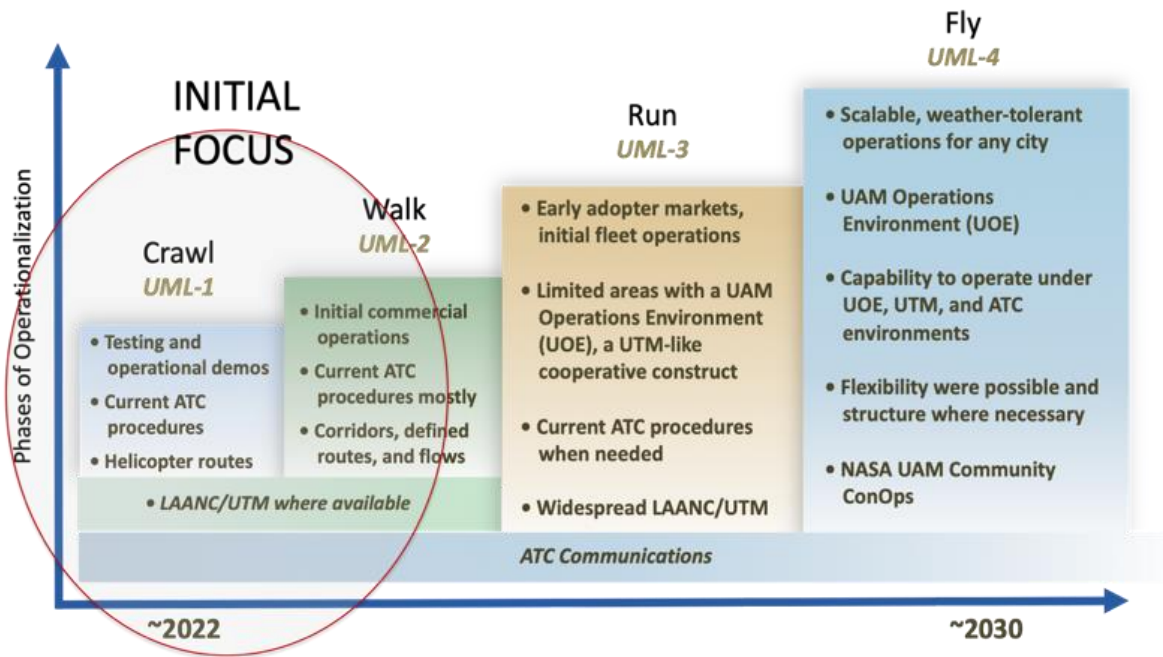 Phases of Operationalization
INITIAL
FOCUS
Crawl
UML-1
• Testing and
operational demos
• Current ATC
procedures
• Helicopter routes
Walk
UML-2
• Initial commercial
operations
• Current ATC
procedures mostly
• Corridors, defined
routes, and flows
• LAANC/UTM where available
Run
UML-3
• Early adopter markets,
initial fleet operations
• Limited areas with a UAM
Operations Environment
(UOE), a UTM-like
cooperative construct
• Current ATC procedures
when needed
• Widespread LAANC/UTM
Fly
UML-4
• Scalable, weather-tolerant
operations for any city
• UAM Operations
Environment (UOE)
• Capability to operate under
UOE, UTM, and ATC
environments
• Flexibility were possible and
structure where necessary
• NASA UAM Community
ConOps
ATC Communications
~2022
~2030